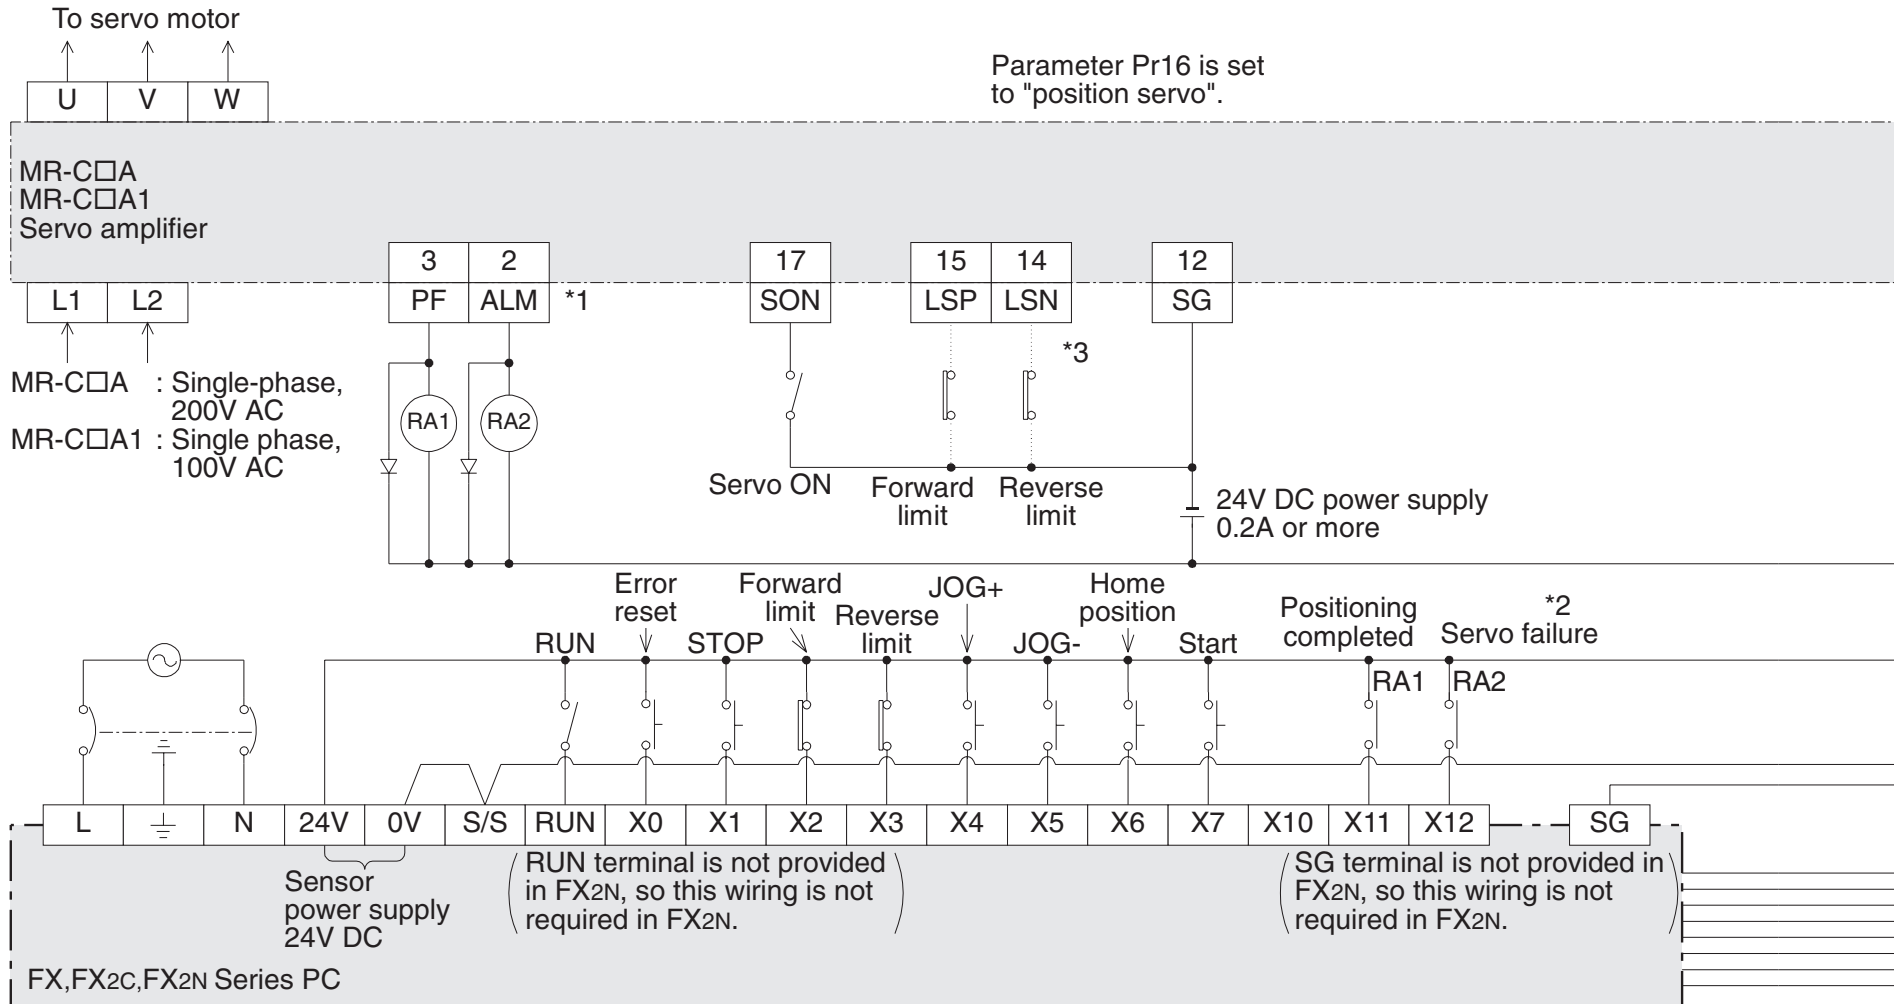 To servo motor
U V W
Parameter Pr16 is set
to "position servo".
MR-C□A
MR-C□A1
Servo amplifier
3 2 17 15 14 12
L1 L2 PF ALM *1 SON LSP LSN SG
*3
MR-C□A : Single-phase,
200V AC
MR-C□A1 : Single phase,
100V AC
RA1 RA2
Servo ON
Forward
limit
Reverse
limit
24V DC power supply
0.2A or more
RUN
Error
reset
STOP
Forward
limit
Reverse
limit
JOG+
JOG-
Home
position
Start
Positioning
completed
*2
Servo failure
RA1 RA2
L N 24V 0V S/S RUN X0 X1 X2 X3 X4 X5 X6 X7 X10 X11 X12 SG
Sensor
power supply
24V DC
RUN terminal is not provided
in FX2N, so this wiring is not
required in FX2N.
SG terminal is not provided in
FX2N, so this wiring is not
required in FX2N.
FX,FX2C,FX2N Series PC